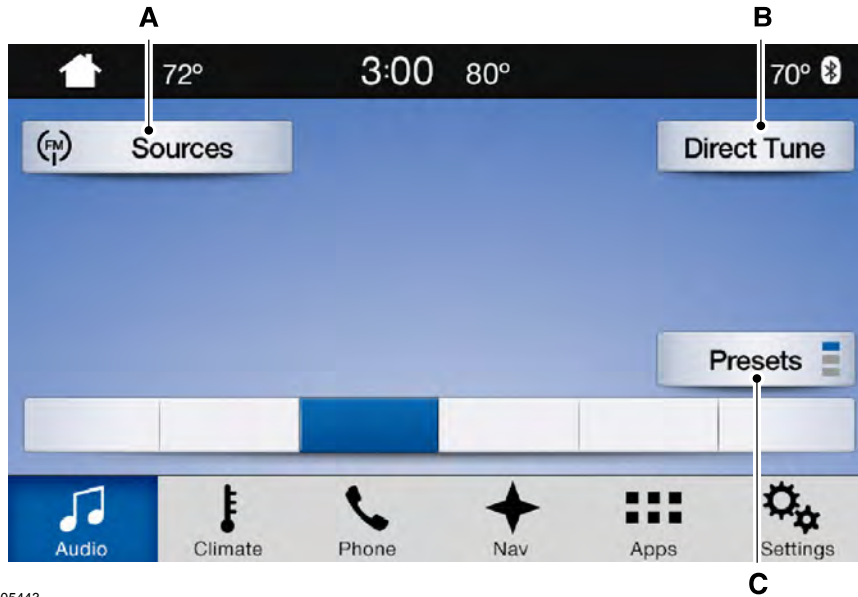 A B
72° 3:00 80° 70°
FM Sources Direct Tune
Presets
Audio Climate Phone Nav Apps Settings
C